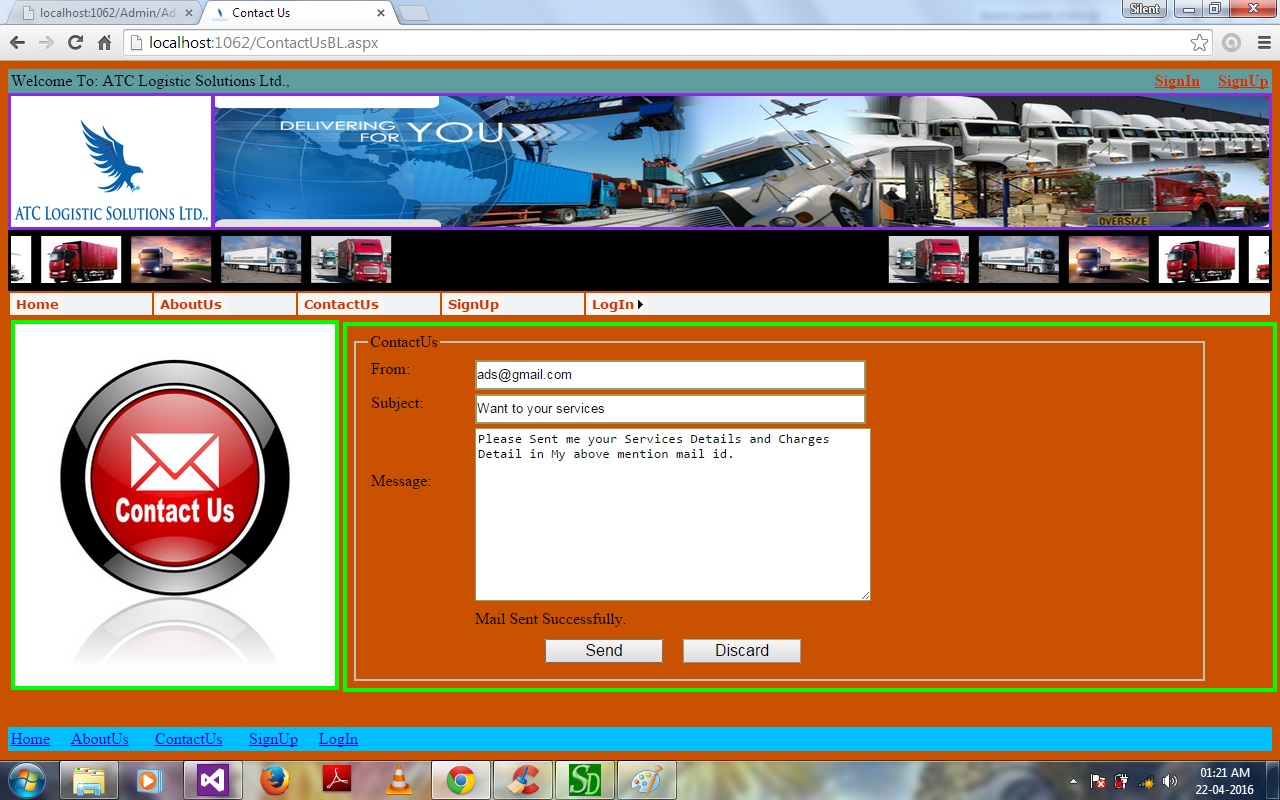 localhost:1062/Admin/Ad
Contact Us
Silent
localhost:1062/ContactUsBL.aspx
Welcome To: ATC Logistic Solutions Ltd.,
SignIn SignUp
DELIVERING FOR YOU
ATC LOGISTIC SOLUTIONS LTD.,
OVERSIZE
Home AboutUs ContactUs SignUp LogIn
ContactUs
From: ads@gmail.com
Subject: Want to your services
Message: Please Sent me your Services Details and Charges
Detail in My above mention mail id.
Contact Us
Mail Sent Successfully.
Send Discard
Home AboutUs ContactUs SignUp LogIn
SD
01:21 AM
22-04-2016